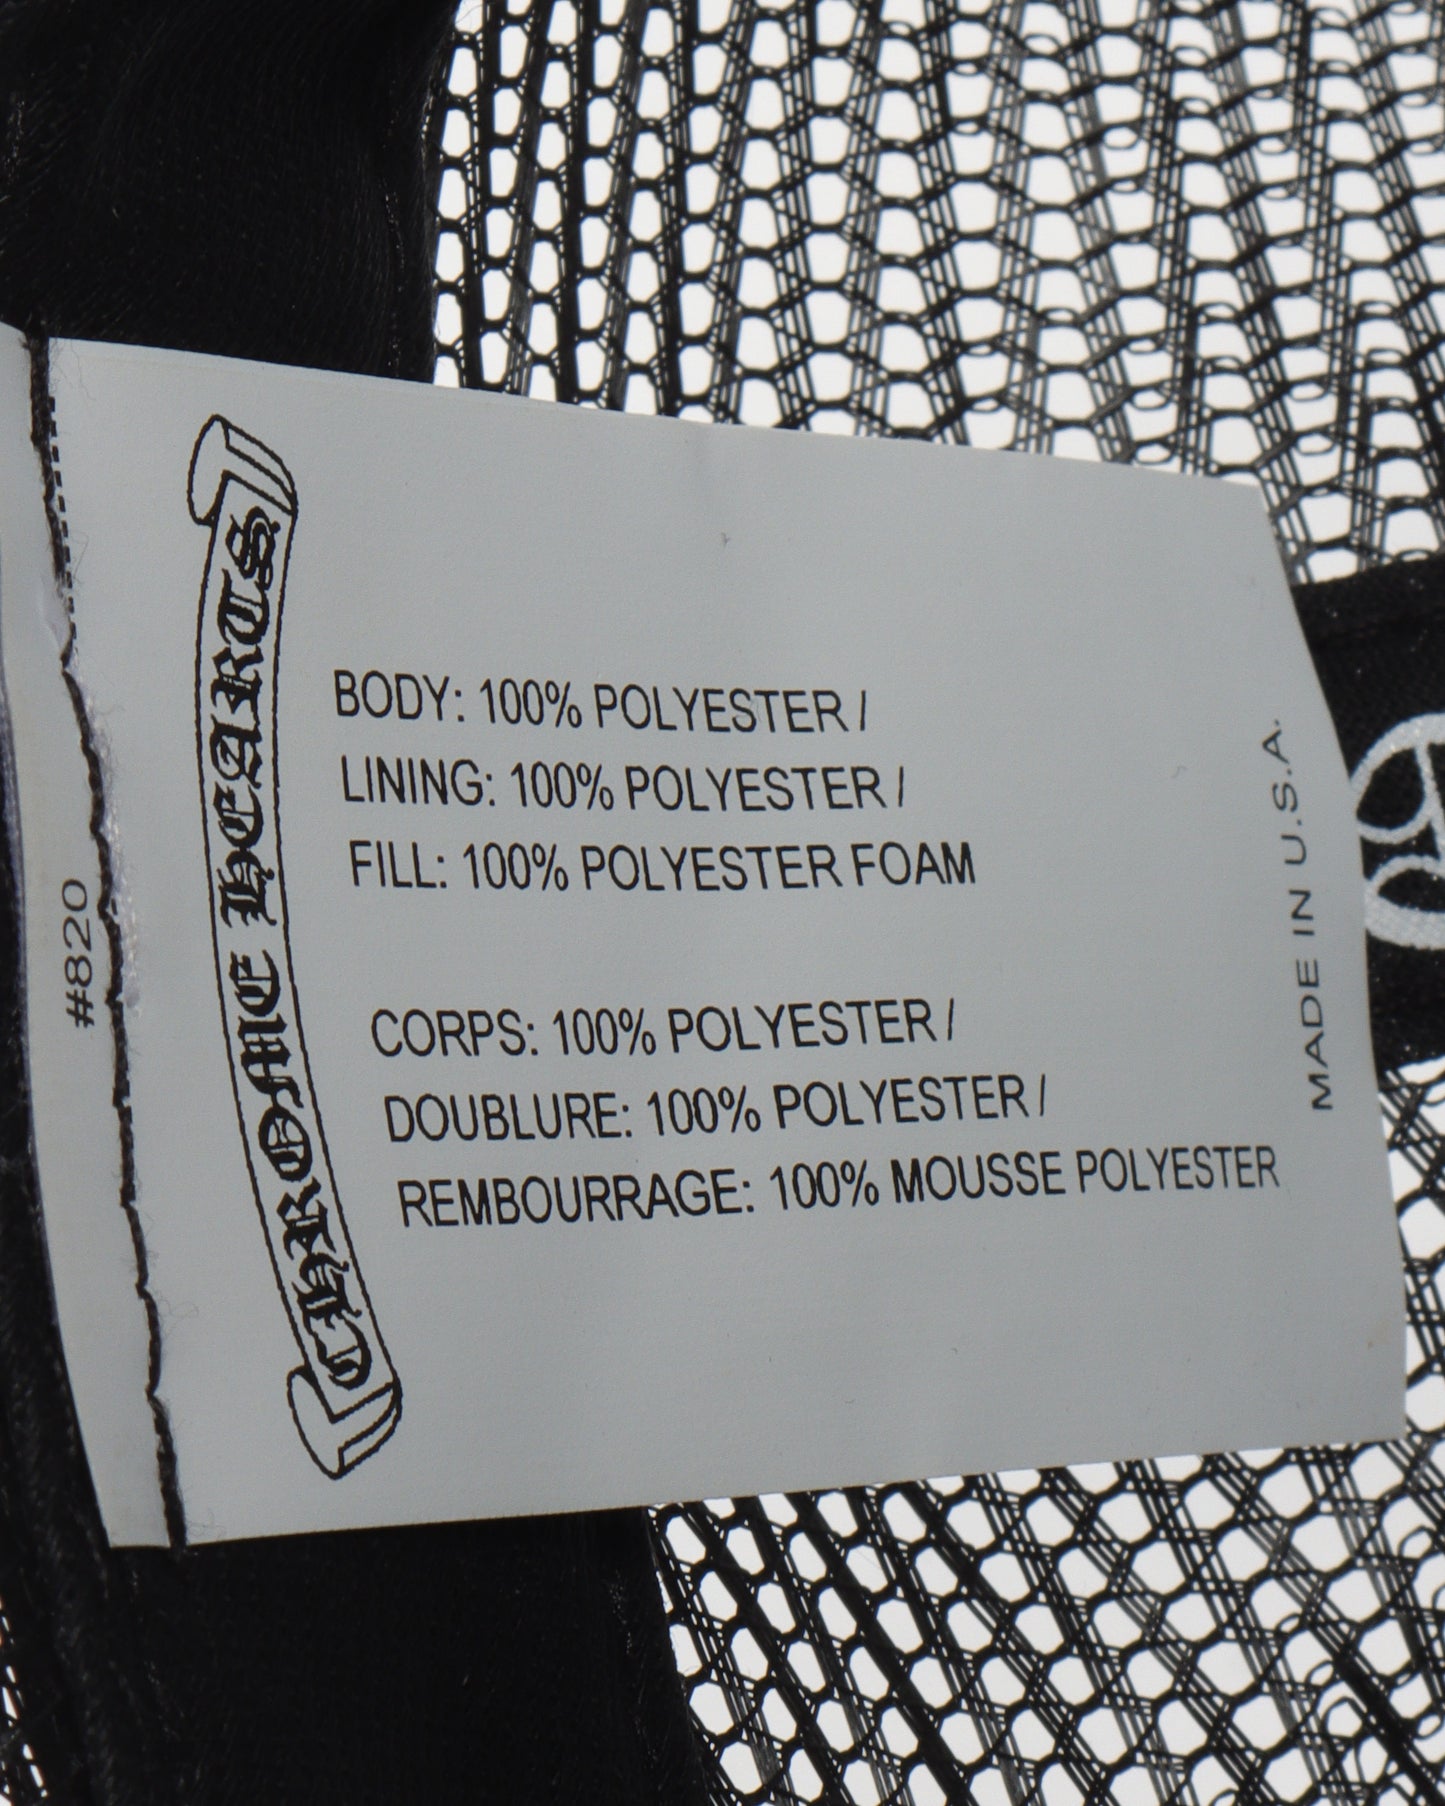 #820
CHROME HEARTS
BODY: 100% POLYESTER /
LINING: 100% POLYESTER /
FILL: 100% POLYESTER FOAM
CORPS: 100% POLYESTER /
DOUBLURE: 100% POLYESTER /
REMBOURRAGE: 100% MOUSSE POLYESTER
MADE IN U.S.A.